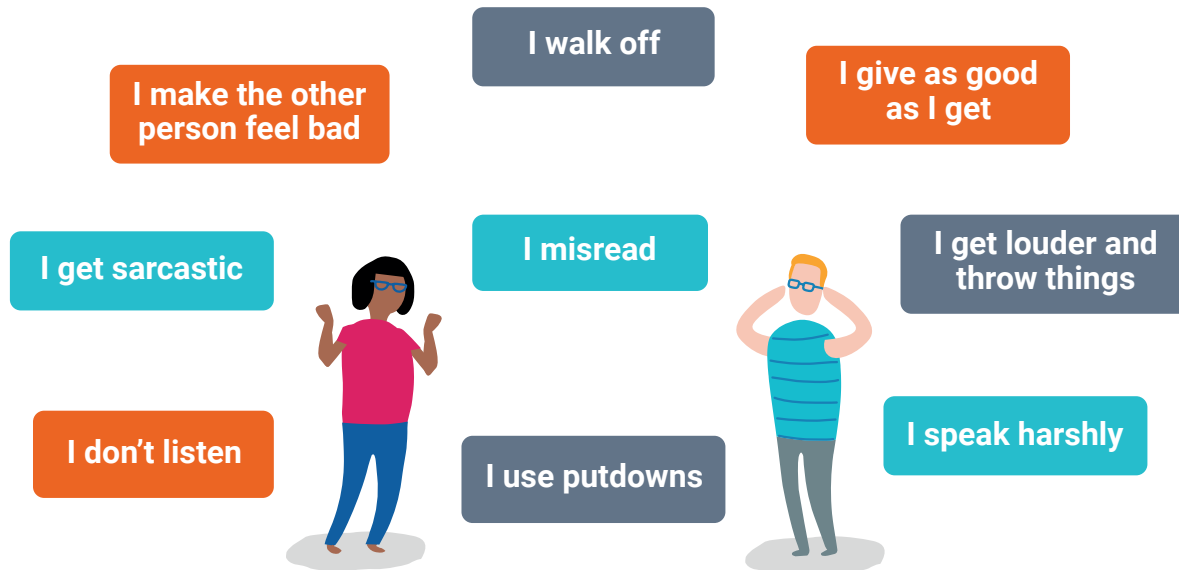 I walk off
I make the other
person feel bad
I give as good
as I get
I get sarcastic
I misread
I get louder and
throw things
I don’t listen
I use putdowns
I speak harshly